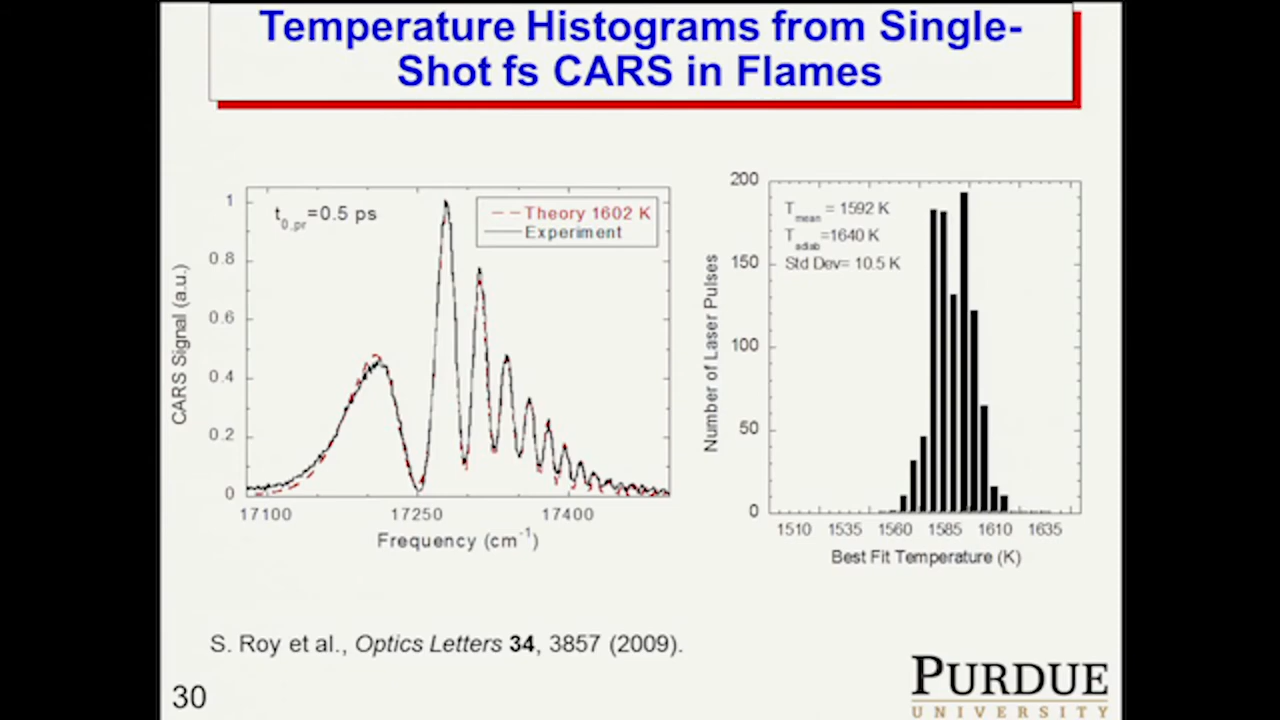 Temperature Histograms from Single-
Shot fs CARS in Flames
t0,pr=0.5 ps
Theory 1602 K
Experiment
1
0.8
0.6
0.4
0.2
0
CARS Signal (a.u.)
17100 17250 17400
Frequency (cm-1)
Tmean = 1592 K
Tadiab=1640 K
Std Dev= 10.5 K
200
150
100
50
0
Number of Laser Pulses
1510 1535 1560 1585 1610 1635
Best Fit Temperature (K)
S. Roy et al., Optics Letters 34, 3857 (2009).
30
PURDUE
UNIVERSITY